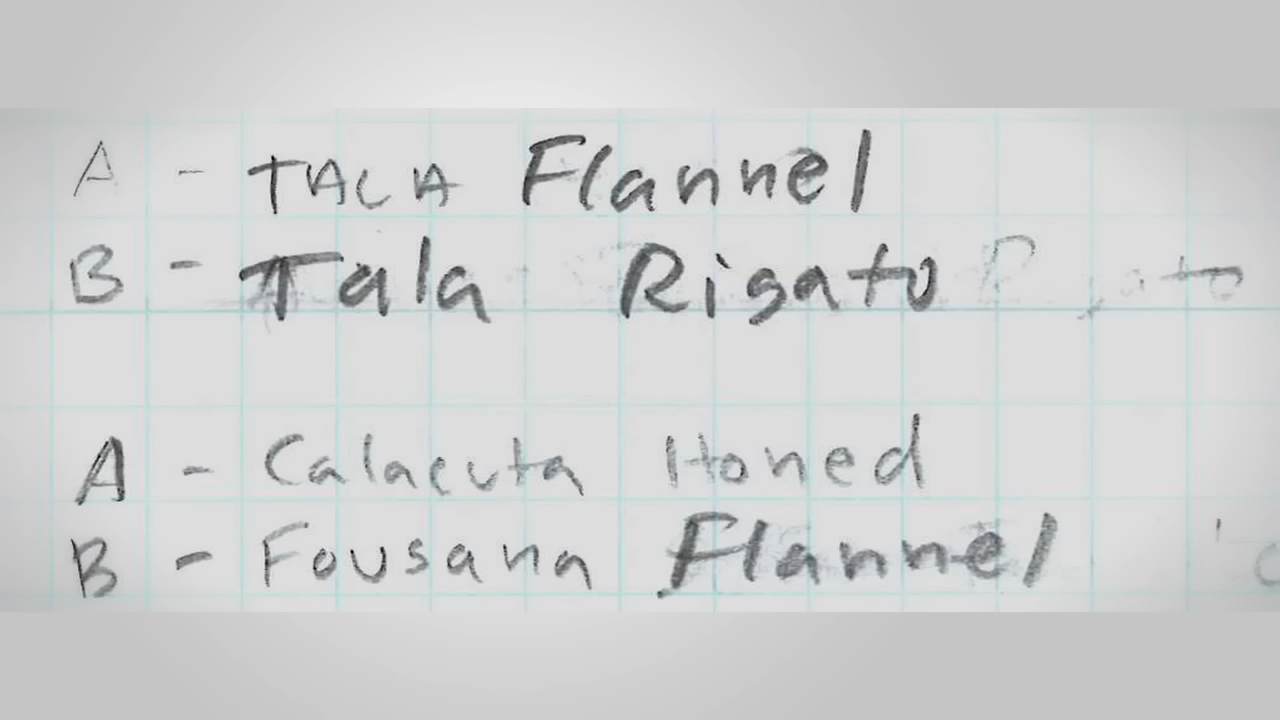 A - TALA Flannel
B - Tala Rigato
A - Calacuta Honed
B - Fousana Flannel